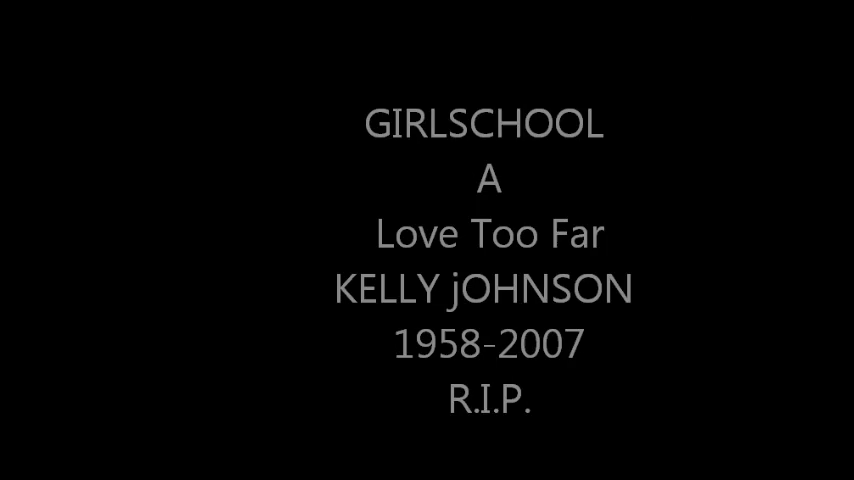 GIRLSCHOOL
A
Love Too Far
KELLY jOHNSON
1958-2007
R.I.P.